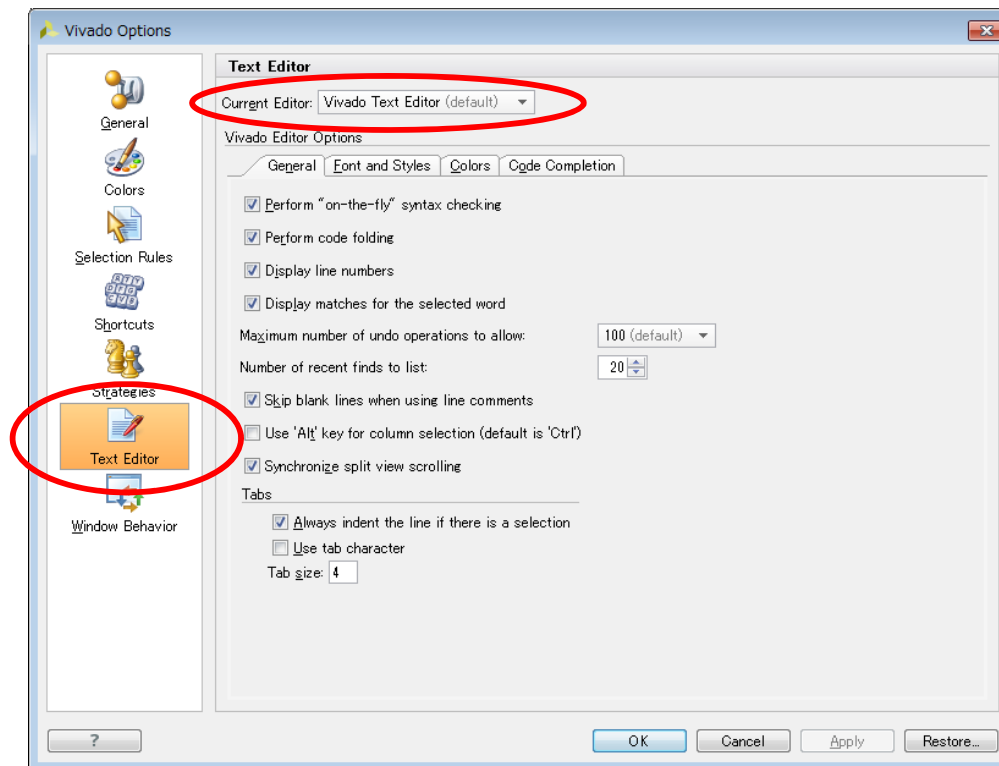 Vivado Options
General
Colors
Selection Rules
Shortcuts
Strategies
Text Editor
Window Behavior
Text Editor
Current Editor: Vivado Text Editor (default)
Vivado Editor Options
General Font and Styles Colors Code Completion
Perform "on-the-fly" syntax checking
Perform code folding
Display line numbers
Display matches for the selected word
Maximum number of undo operations to allow: 100 (default)
Number of recent finds to list: 20
Skip blank lines when using line comments
Use 'Alt' key for column selection (default is 'Ctrl')
Synchronize split view scrolling
Tabs
Always indent the line if there is a selection
Use tab character
Tab size: 4
? OK Cancel Apply Restore...